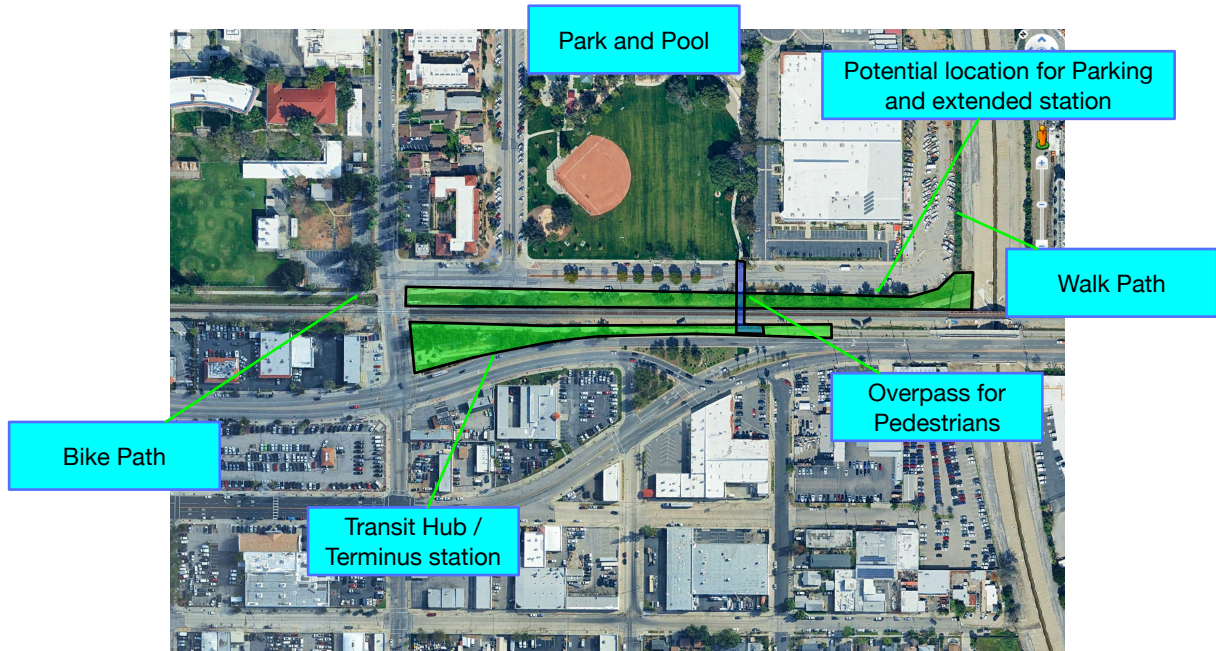 Park and Pool
Potential location for Parking
and extended station
Walk Path
Overpass for
Pedestrians
Bike Path
Transit Hub /
Terminus station